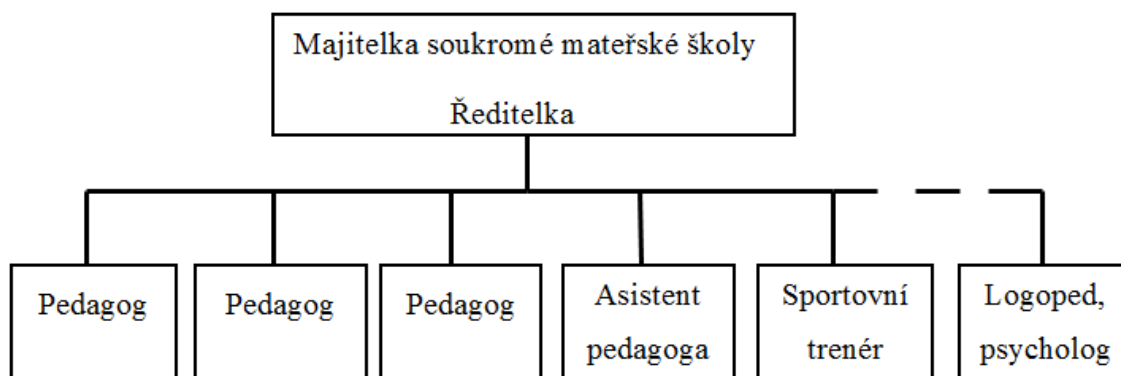 Majitelka soukromé mateřské školy
Ředitelka
Pedagog
Pedagog
Pedagog
Asistent
pedagoga
Sportovní
trenér
Logoped,
psycholog